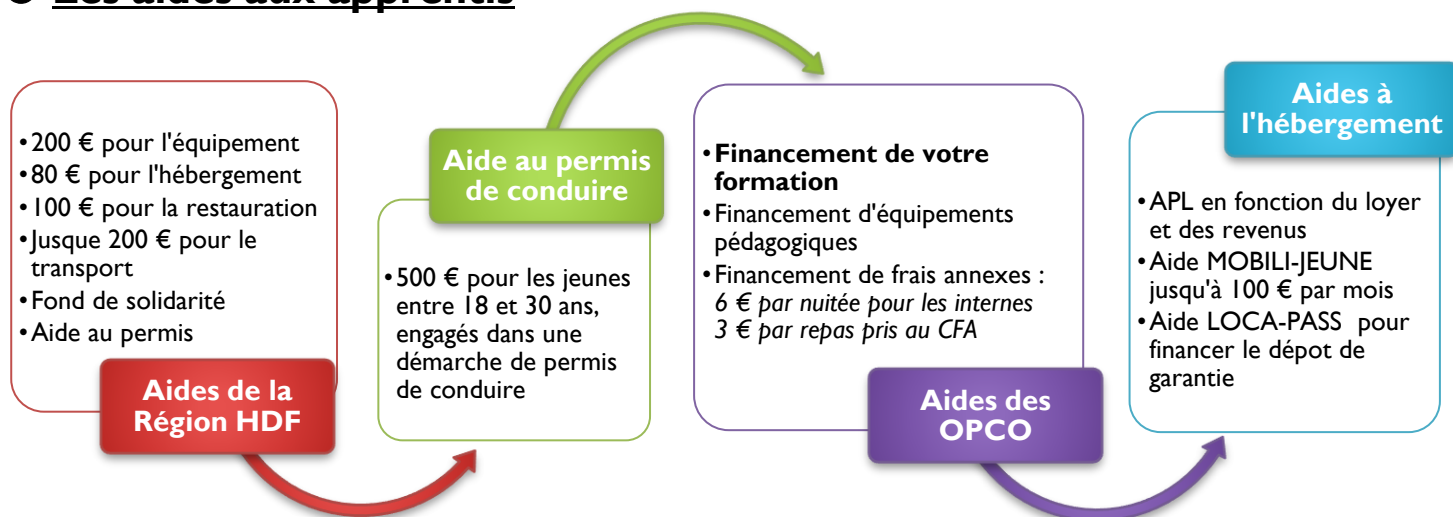 Les aides aux apprentis
• 200 € pour l'équipement
• 80 € pour l'hébergement
• 100 € pour la restauration
• Jusque 200 € pour le
transport
• Fond de solidarité
• Aide au permis
Aides de la
Région HDF
Aide au permis
de conduire
• 500 € pour les jeunes
entre 18 et 30 ans,
engagés dans une
démarche de permis
de conduire
• Financement de votre
formation
• Financement d'équipements
pédagogiques
• Financement de frais annexes :
6 € par nuitée pour les internes
3 € par repas pris au CFA
Aides des
OPCO
Aides à
l'hébergement
• APL en fonction du loyer
et des revenus
• Aide MOBILI-JEUNE
jusqu'à 100 € par mois
• Aide LOCA-PASS pour
financer le dépot de
garantie